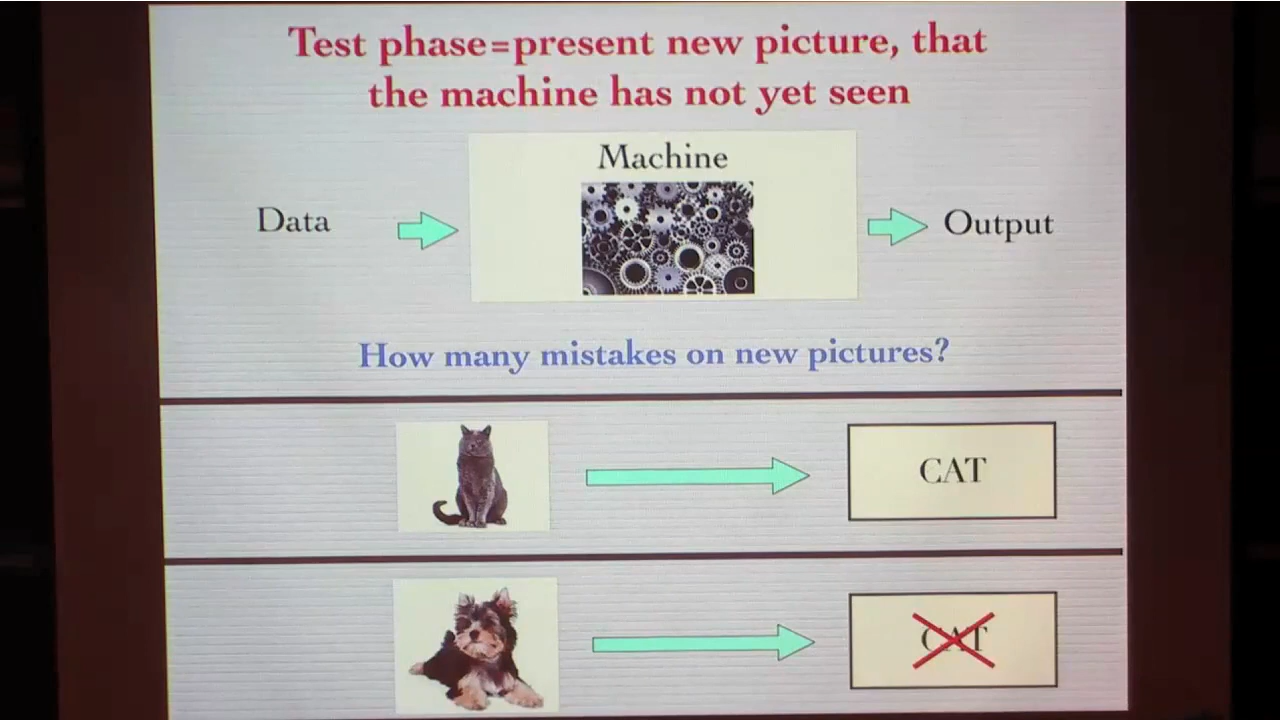 Test phase=present new picture, that
the machine has not yet seen
Machine
Data
Output
How many mistakes on new pictures?
CAT
CAT